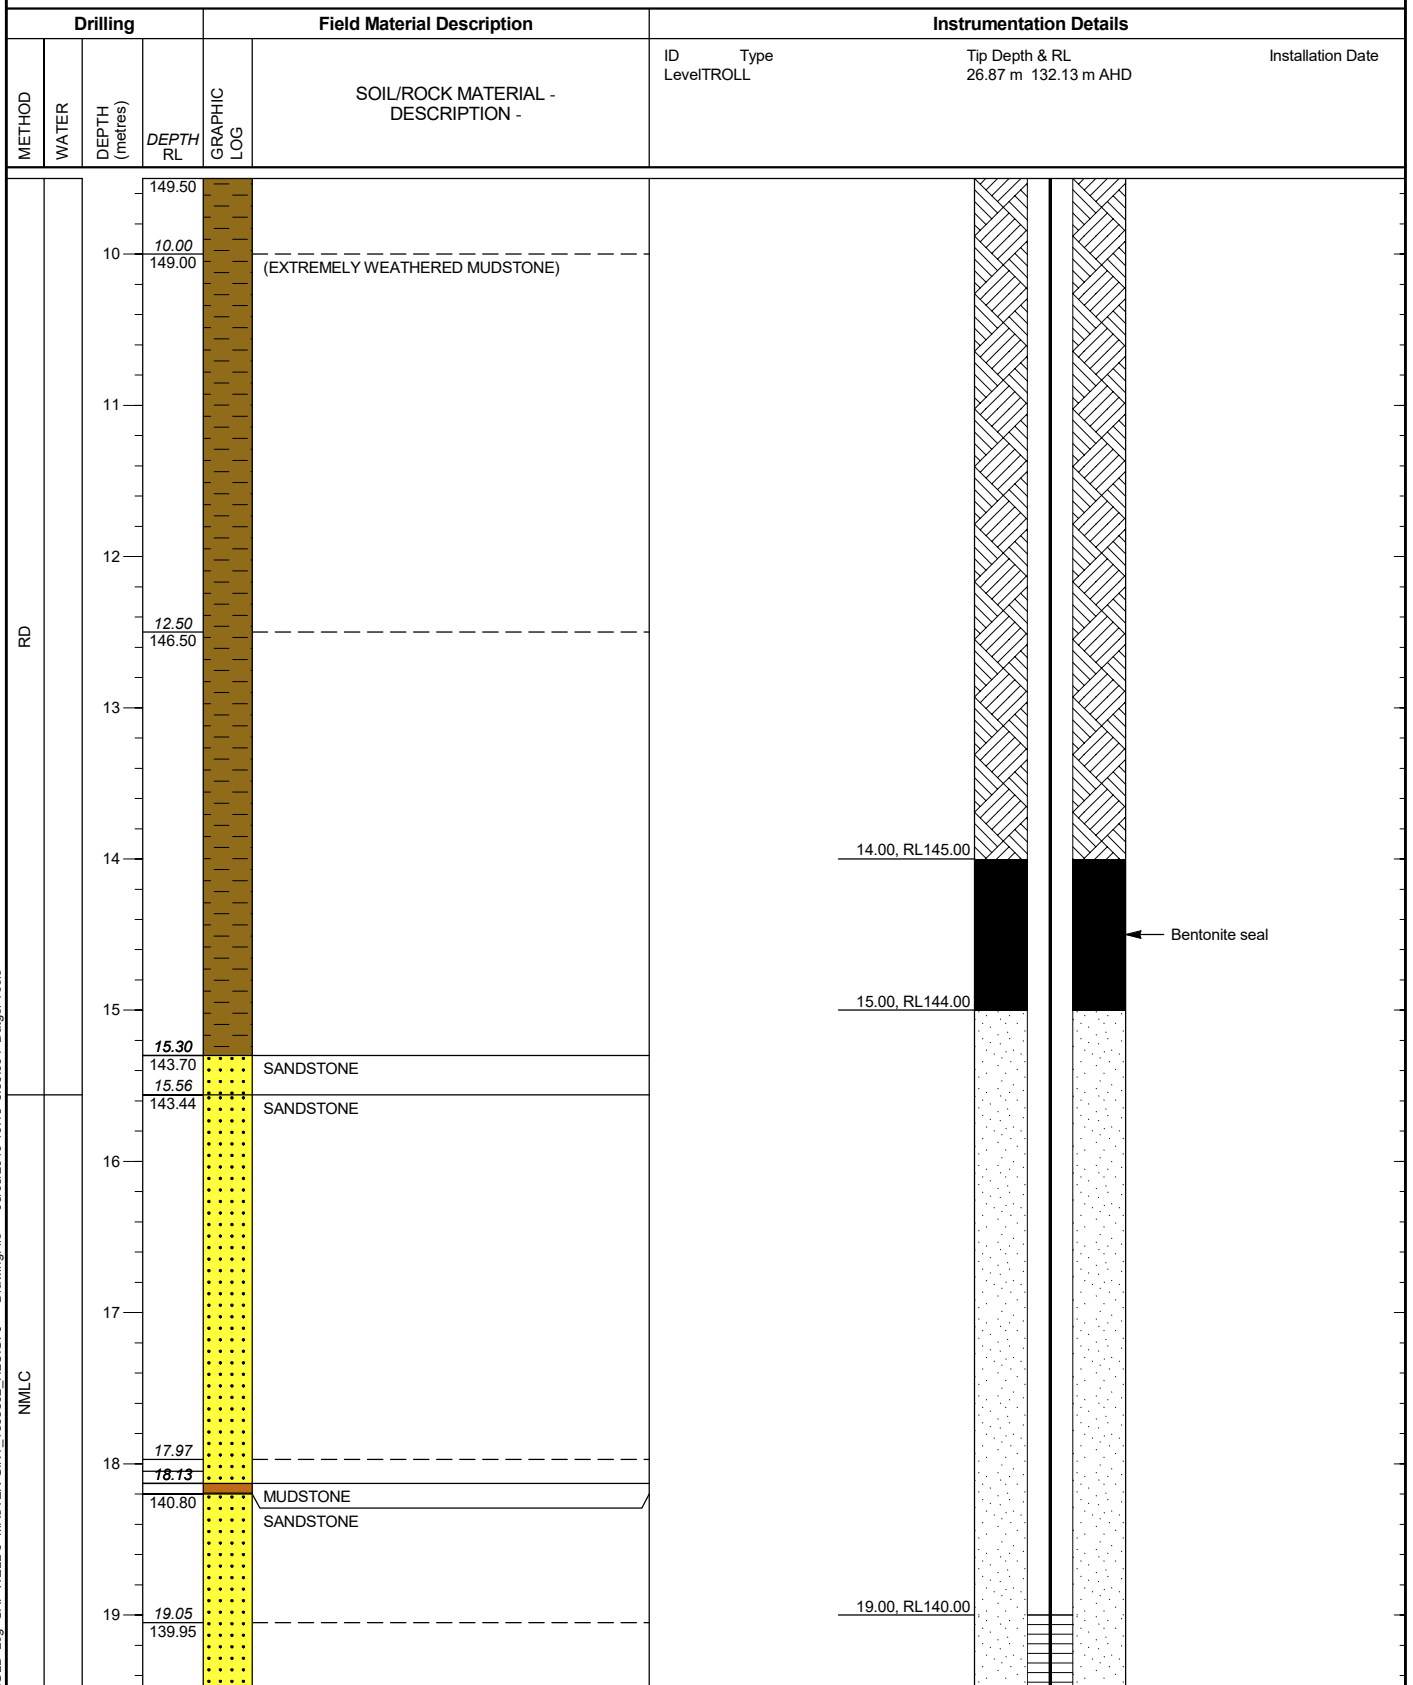 Drilling
Field Material Description
Instrumentation Details
METHOD
WATER
DEPTH
(metres)
DEPTH
RL
GRAPHIC
LOG
SOIL/ROCK MATERIAL -
DESCRIPTION -
ID Type Tip Depth & RL Installation Date
LevelTROLL 26.87 m 132.13 m AHD
149.50
10 10.00
149.00
(EXTREMELY WEATHERED MUDSTONE)
11
12
12.50
146.50
RD
13
14
14.00, RL145.00
Bentonite seal
15
15.00, RL144.00
15.30
143.70
SANDSTONE
15.56
143.44
SANDSTONE
16
17
NMLC
17.97
18
18.13
140.80
MUDSTONE
SANDSTONE
19
19.05
139.95
19.00, RL140.00